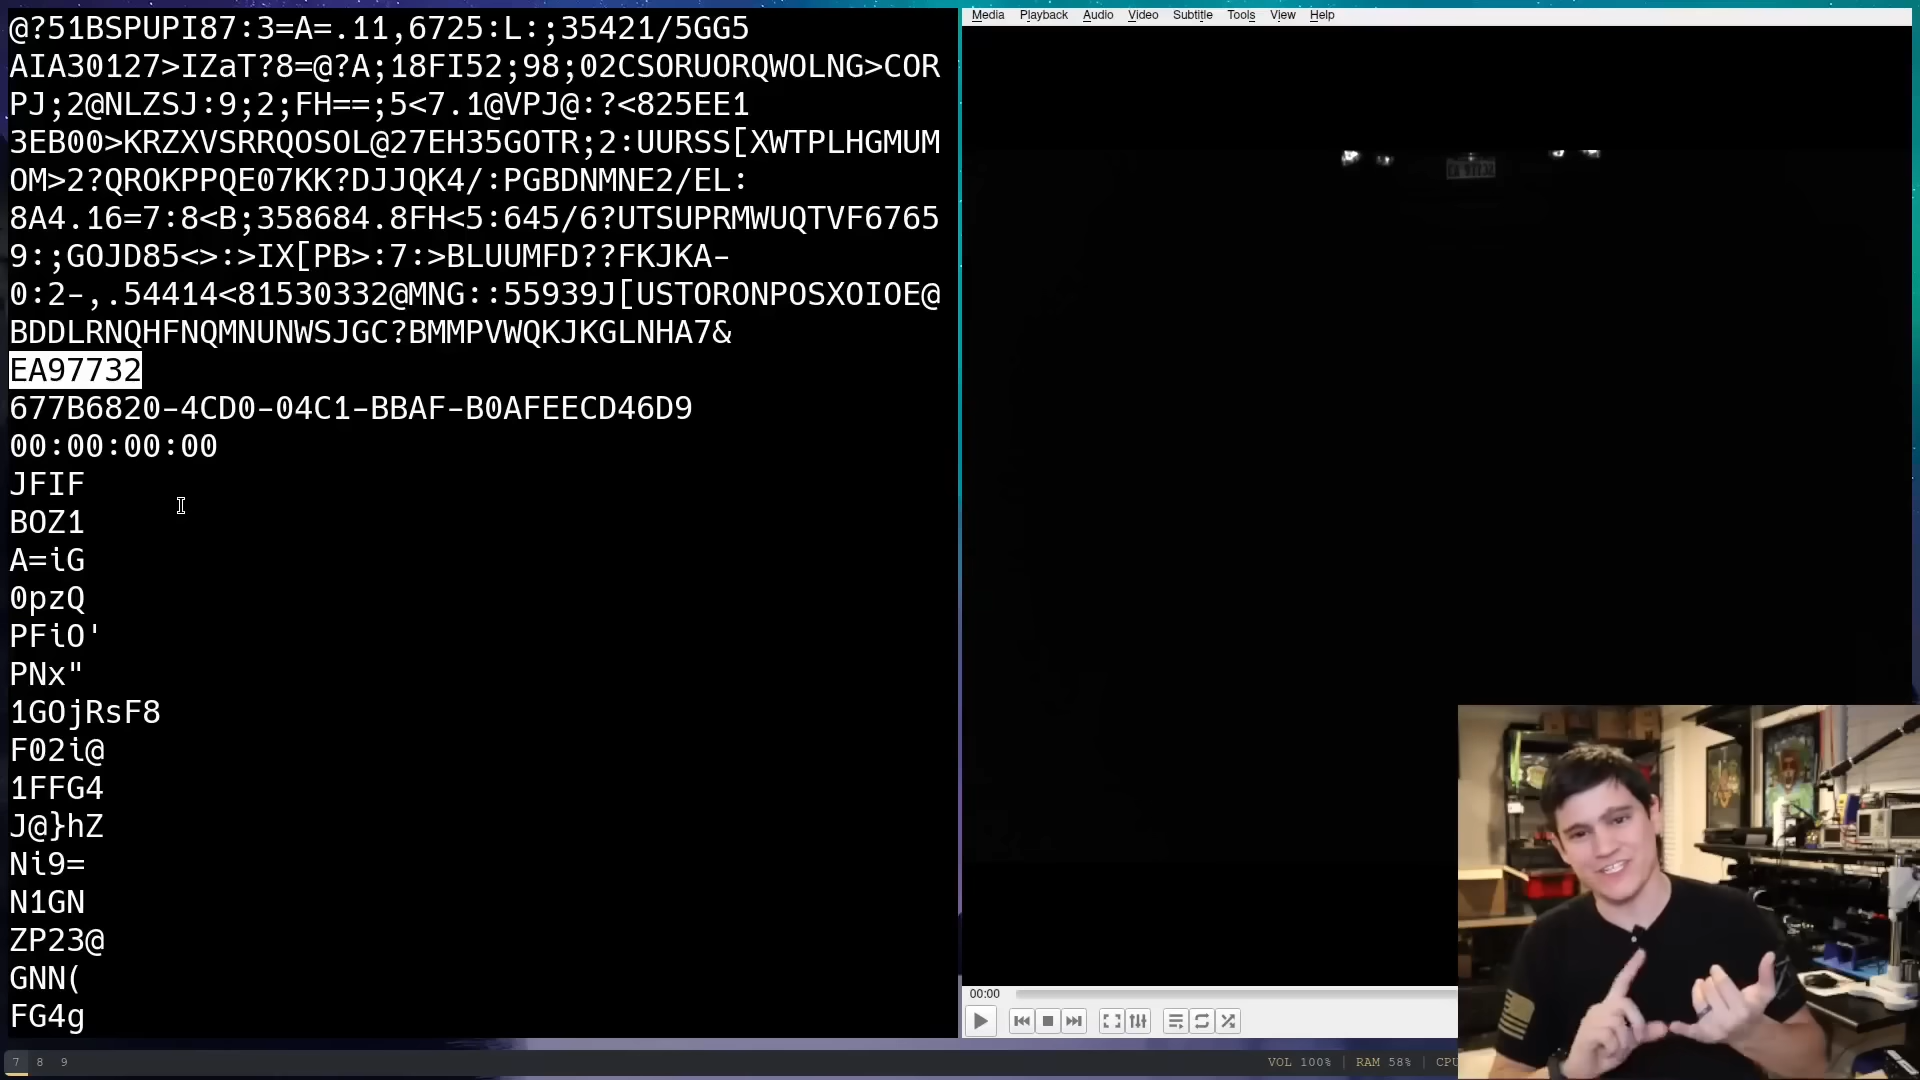 @?51BSPUPI87:3=A=.11,6725:L:;35421/5GG5
AIA30127>IZaT?8=@?A;18FI52;98;02CSORUORQWOLNG>COR
PJ;2@NLZSJ:9;2;FH==;5<7.1@VPJ@:?<825EE1
3EB00>KRZXVSRRQOSOL@27EH35GOTR;2:UURSS[XWTPLHGMUM
OM>2?QROKPPQE07KK?DJJQK4/:PGBDNMNE2/EL:
8A4.16=7:8<B;358684.8FH<5:645/6?UTSUPRMWUQTVF6765
9:;GOJD85<>:>IX[PB>:7:>BLUUMFD??FKJKA-
0:2-,.54414<81530332@MNG::55939J[USTORONPOSXOIOE@
BDDLRNQHFNQMNUNWSJGC?BMMPVWQKJKGLNHA7&
EA97732
677B6820-4CD0-04C1-BBAF-B0AFEECD46D9
00:00:00:00
JFIF
BOZ1
A=iG
0pzQ
PFiO'
PNx"
1GOjRsF8
F02i@
1FFG4
J@}hZ
Ni9=
N1GN
ZP23@
GNN(
FG4g
Media Playback Audio Video Subtitle Tools View Help
00:00
7 8 9
VOL 100% | RAM 58% | CPU